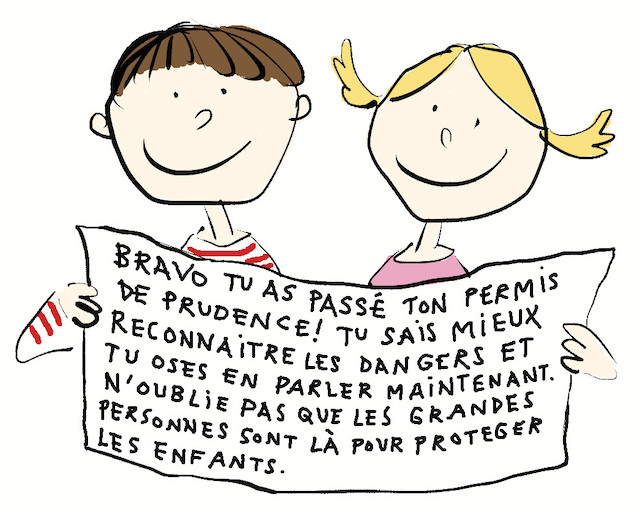 BRAVO TU AS PASSÉ TON PERMIS
DE PRUDENCE! TU SAIS MIEUX
RECONNAITRE LES DANGERS ET
TU OSES EN PARLER MAINTENANT.
N'OUBLIE PAS QUE LES GRANDES
PERSONNES SONT LÀ POUR PROTEGER
LES ENFANTS.